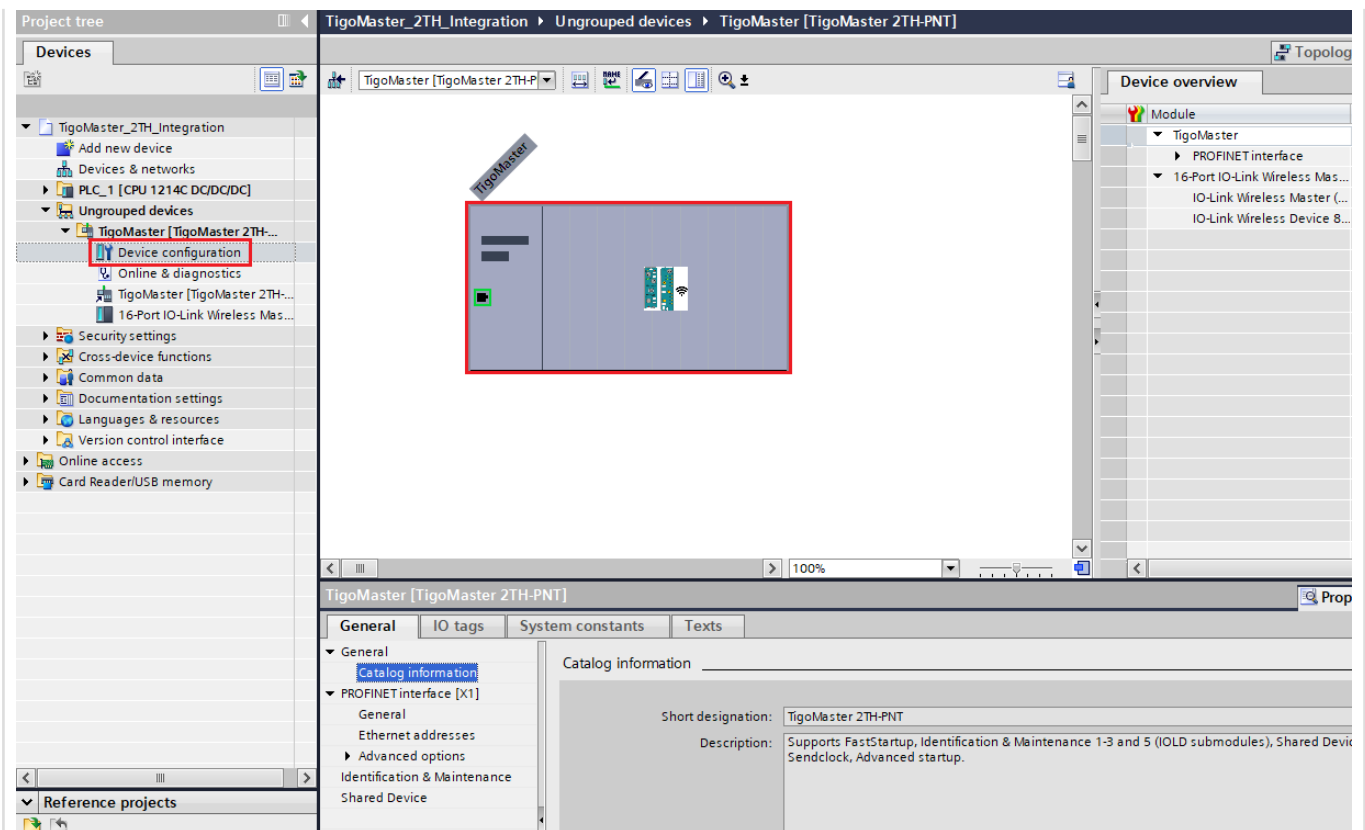 Project tree
TigoMaster_2TH_Integration ▸ Ungrouped devices ▸ TigoMaster [TigoMaster 2TH-PNT]
Devices
Topolog
TigoMaster [TigoMaster 2TH-P
NAME
Device overview
Module
TigoMaster
PROFINET interface
16-Port IO-Link Wireless Mas...
IO-Link Wireless Master (...
IO-Link Wireless Device 8...
TigoMaster_2TH_Integration
Add new device
Devices & networks
PLC_1 [CPU 1214C DC/DC/DC]
Ungrouped devices
TigoMaster [TigoMaster 2TH-...
Device configuration
Online & diagnostics
TigoMaster [TigoMaster 2TH-...
16-Port IO-Link Wireless Mas...
Security settings
Cross-device functions
Common data
Documentation settings
Languages & resources
Version control interface
Online access
Card Reader/USB memory
TigoMaster
100%
TigoMaster [TigoMaster 2TH-PNT]
Prop
General
IO tags
System constants
Texts
General
Catalog information
PROFINET interface [X1]
General
Ethernet addresses
Advanced options
Identification & Maintenance
Shared Device
Catalog information
Short designation: TigoMaster 2TH-PNT
Description: Supports FastStartup, Identification & Maintenance 1-3 and 5 (IOLD submodules), Shared Devic
Sendclock, Advanced startup.
Reference projects